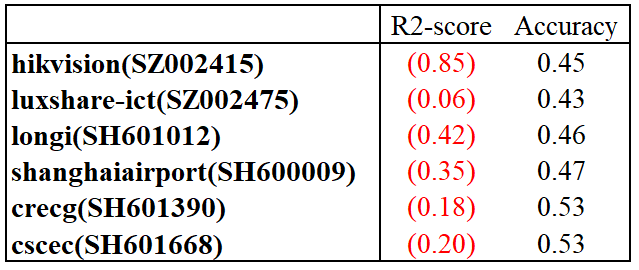 R2-score Accuracy
hikvision(SZ002415) (0.85) 0.45
luxshare-ict(SZ002475) (0.06) 0.43
longi(SH601012) (0.42) 0.46
shanghaiairport(SH600009) (0.35) 0.47
crecg(SH601390) (0.18) 0.53
cscec(SH601668) (0.20) 0.53